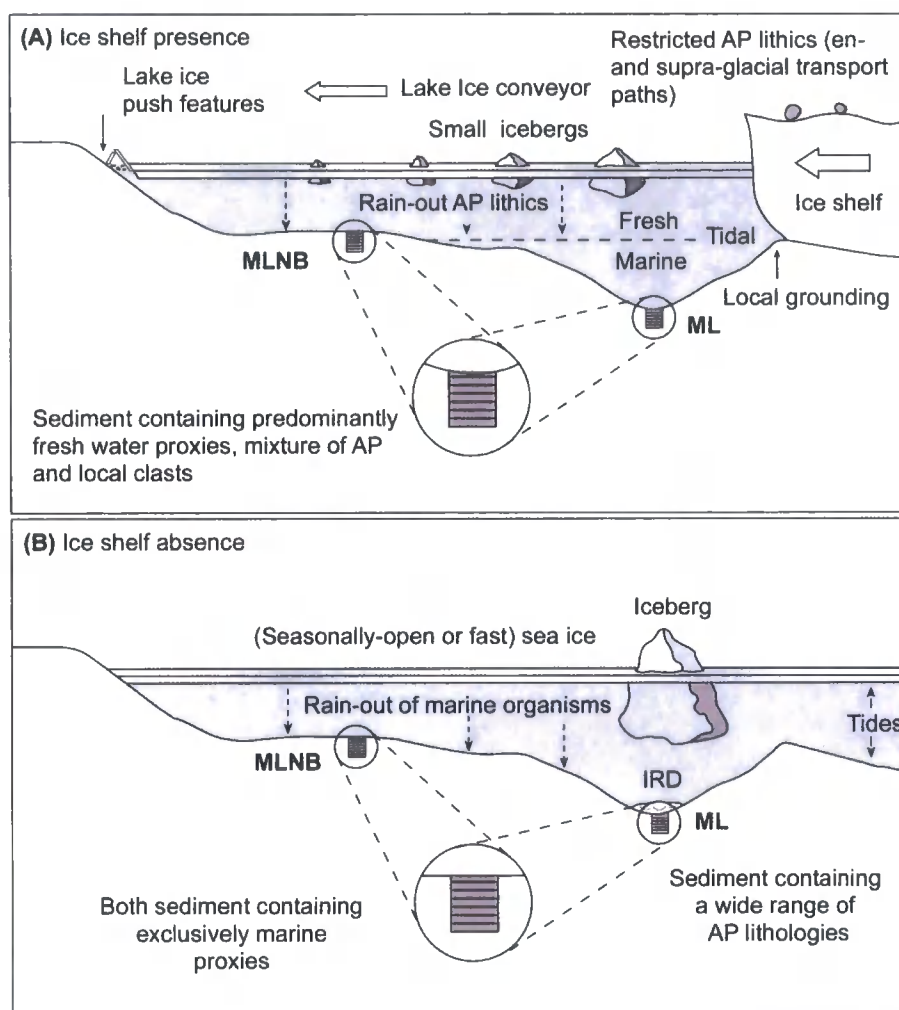 (A) Ice shelf presence
Restricted AP lithics (en-
and supra-glacial transport
paths)
Lake ice
push features
Lake Ice conveyor
Small icebergs
Rain-out AP lithics
Fresh
Ice shelf
Tidal
MLNB
Marine
Local grounding
ML
Sediment containing predominantly
fresh water proxies, mixture of AP
and local clasts
(B) Ice shelf absence
Iceberg
(Seasonally-open or fast) sea ice
Rain-out of marine organisms
Tides
MLNB
IRD
ML
Both sediment containing
exclusively marine
proxies
Sediment containing
a wide range of
AP lithologies